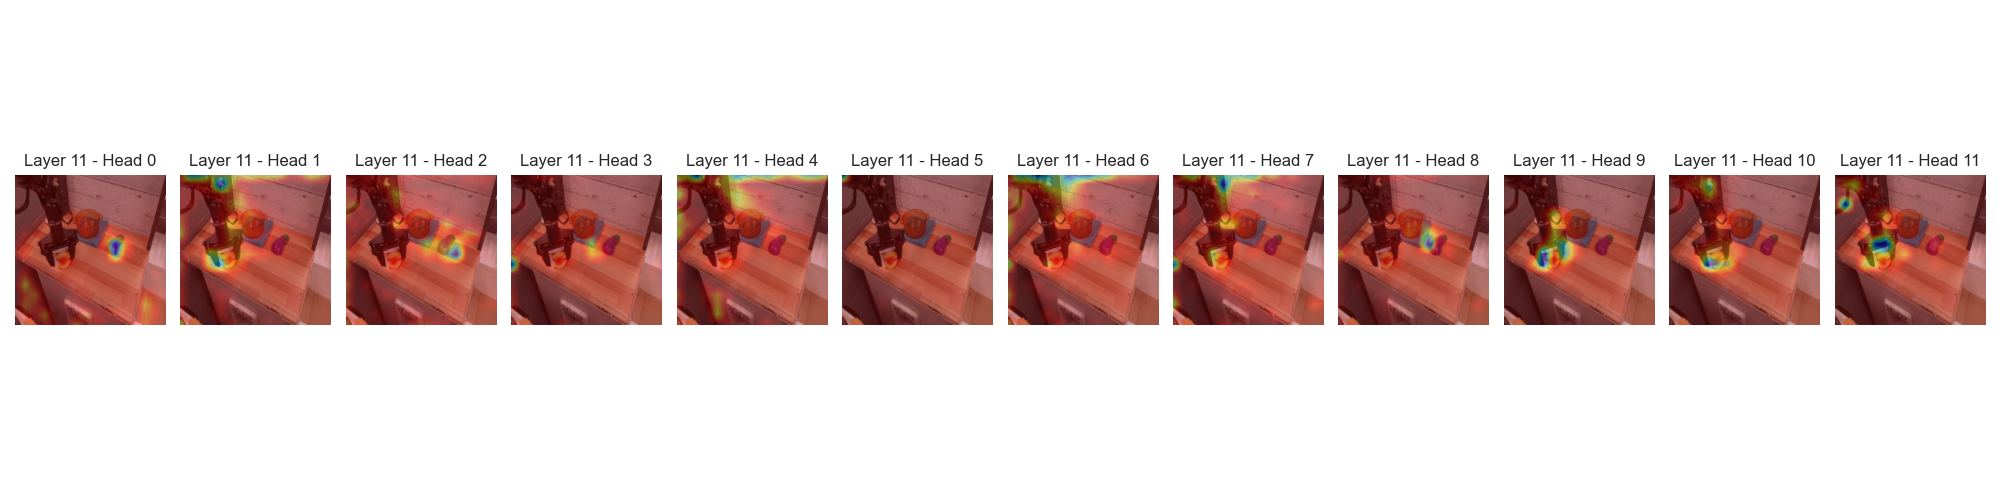 Layer 11 - Head 0
Layer 11 - Head 1
Layer 11 - Head 2
Layer 11 - Head 3
Layer 11 - Head 4
Layer 11 - Head 5
Layer 11 - Head 6
Layer 11 - Head 7
Layer 11 - Head 8
Layer 11 - Head 9
Layer 11 - Head 10
Layer 11 - Head 11